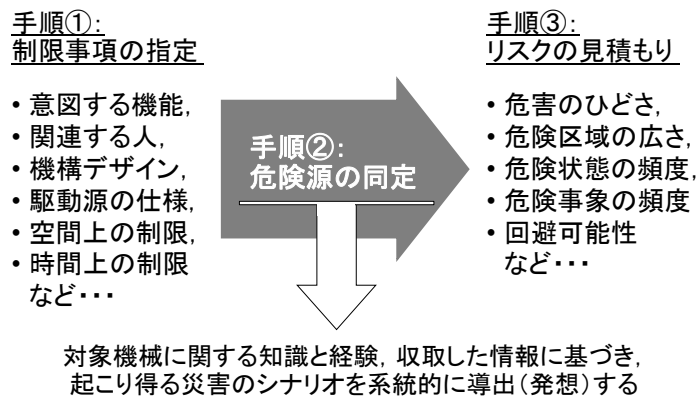 手順①:
制限事項の指定
• 意図する機能,
• 関連する人,
• 機構デザイン,
• 駆動源の仕様,
• 空間上の制限,
• 時間上の制限
など・・・
手順②:
危険源の同定
手順③:
リスクの見積もり
• 危害のひどさ,
• 危険区域の広さ,
• 危険状態の頻度,
• 危険事象の頻度
• 回避可能性
など・・・
対象機械に関する知識と経験, 収取した情報に基づき,
起こり得る災害のシナリオを系統的に導出(発想)する